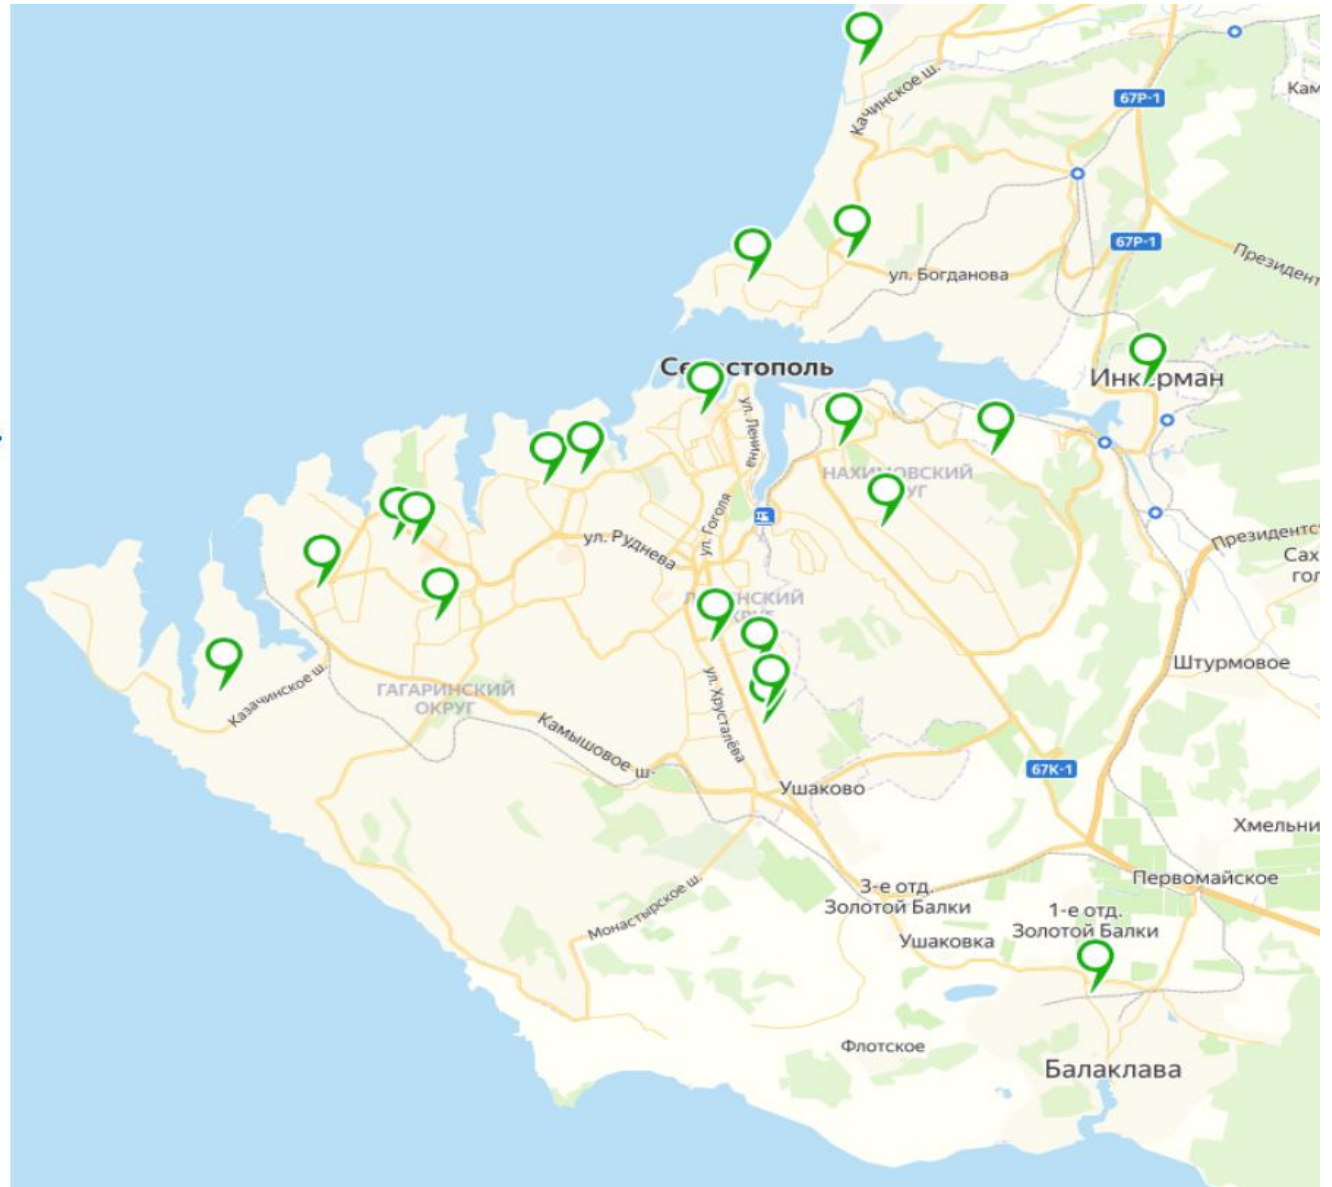 Качинское ш.
67Р-1
Кам
67Р-1
Президент
ул. Богданова
Инкерман
ул. Ленина
НАХИМОВСКИЙ
ул. Гоголя
ул. Руднева
Президентс
Сах
гол
Штурмовое
ГАГАРИНСКИЙ
ОКРУГ
Казачинское ш.
ул. Хрусталёва
Камышовое ш.
67К-1
Ушаково
Хмельни
3-е отд.
Золотой Балки
Первомайское
1-е отд.
Золотой Балки
Монастырское ш.
Ушаковка
Флотское
Балаклава